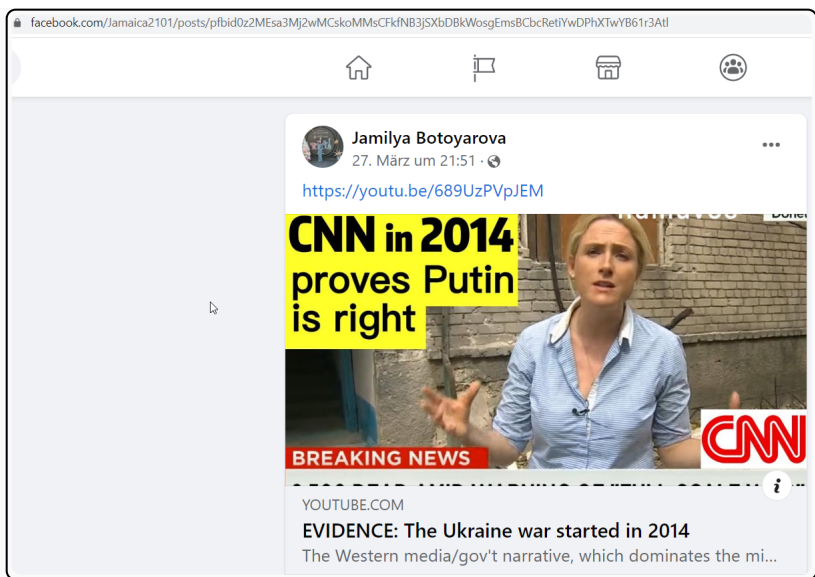 facebook.com/Jamaica2101/posts/pfbid0z2MEsa3Mj2wMCskoMMsCFkfNB3jSXbDBkWosgEmsBCbcRetiYwDPhXTwYB61r3Atl
Jamilya Botoyarova
27. März um 21:51
https://youtu.be/689UzPVpJEM
CNN in 2014
proves Putin
is right
CNN
BREAKING NEWS
YOUTUBE.COM
EVIDENCE: The Ukraine war started in 2014
The Western media/gov't narrative, which dominates the mi...